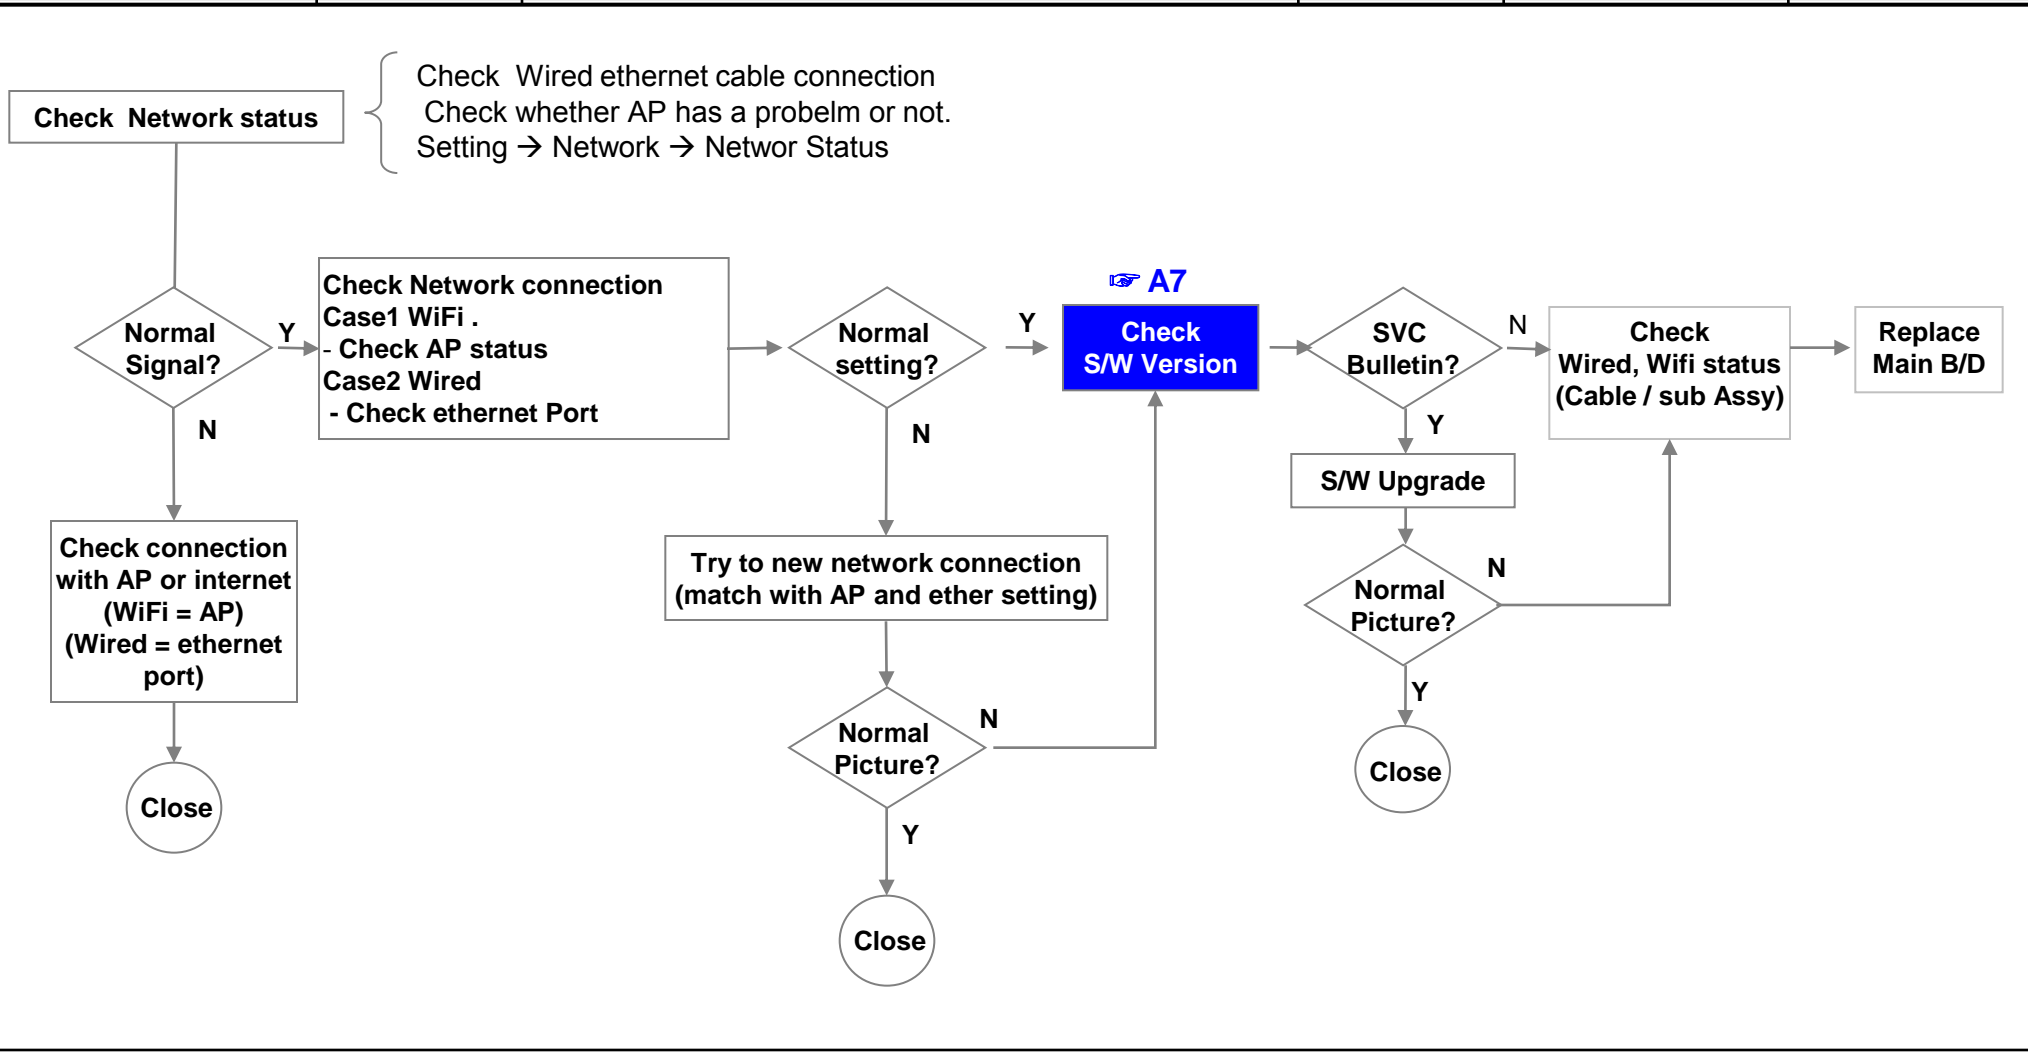 Check Network status
Check Wired ethernet cable connection
Check whether AP has a probelm or not.
Setting → Network → Networ Status
Normal
Signal?
Y
N
Check Network connection
Case1 WiFi .
- Check AP status
Case2 Wired
- Check ethernet Port
Normal
setting?
Y
N
☞ A7
Check
S/W Version
SVC
Bulletin?
N
Y
Check
Wired, Wifi status
(Cable / sub Assy)
Replace
Main B/D
S/W Upgrade
Check connection
with AP or internet
(WiFi = AP)
(Wired = ethernet
port)
Close
Try to new network connection
(match with AP and ether setting)
Normal
Picture?
N
Y
Close
Normal
Picture?
N
Y
Close